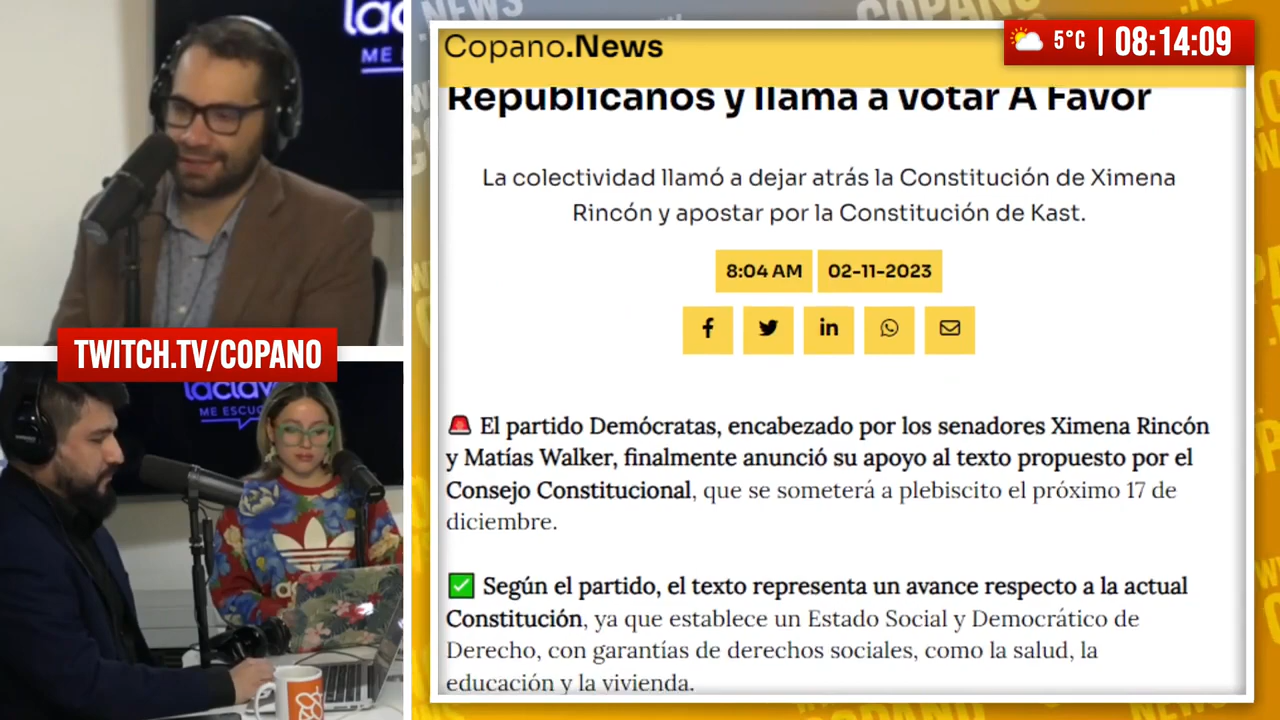 Copano.News
5°C | 08:14:09
Republicanos y llama a votar A Favor
La colectividad llamó a dejar atrás la Constitución de Ximena
Rincón y apostar por la Constitución de Kast.
8:04 AM 02-11-2023
🚨 El partido Demócratas, encabezado por los senadores Ximena Rincón
y Matías Walker, finalmente anunció su apoyo al texto propuesto por el
Consejo Constitucional, que se someterá a plebiscito el próximo 17 de
diciembre.
✅ Según el partido, el texto representa un avance respecto a la actual
Constitución, ya que establece un Estado Social y Democrático de
Derecho, con garantías de derechos sociales, como la salud, la
educación y la vivienda.
TWITCH.TV/COPANO
lacla
ME
laclav
ME ESCU